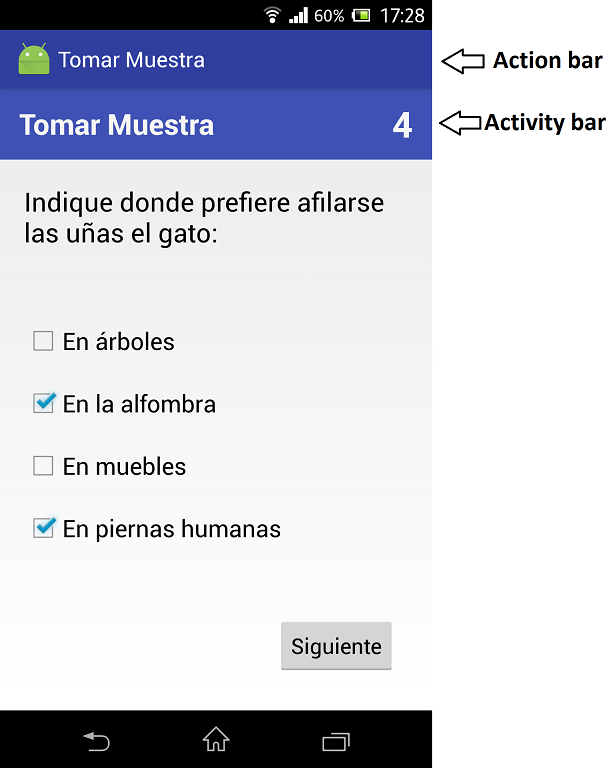 60% 17:28
Tomar Muestra
Action bar
Tomar Muestra 4
Activity bar
Indique donde prefiere afilarse
las uñas el gato:
En árboles
En la alfombra
En muebles
En piernas humanas
Siguiente